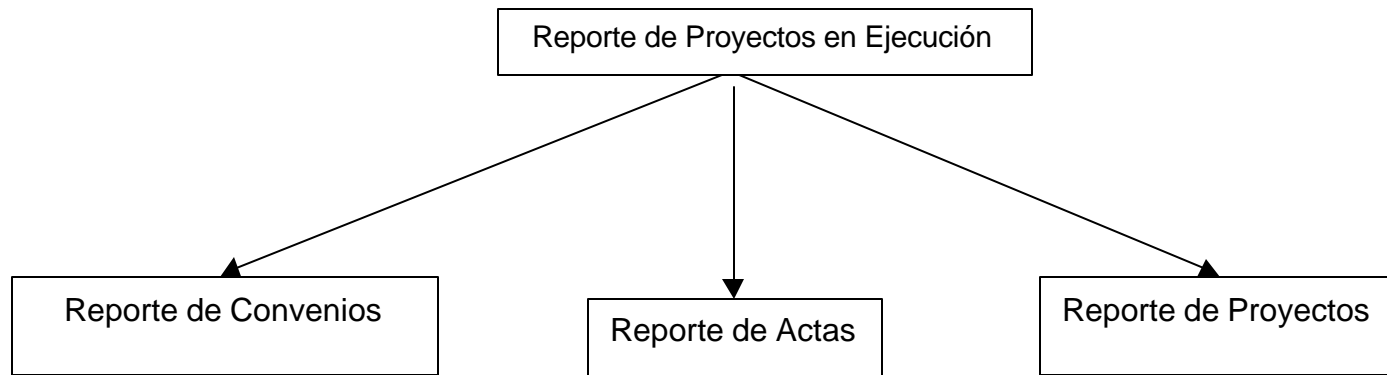 Reporte de Proyectos en Ejecución
Reporte de Convenios
Reporte de Actas
Reporte de Proyectos